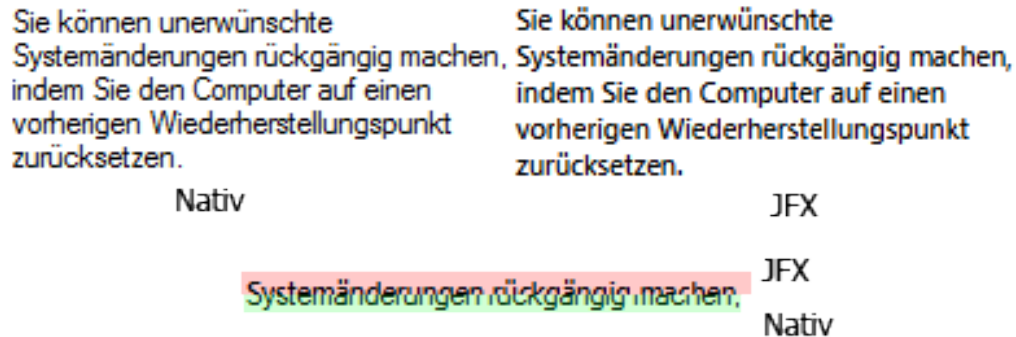 Sie können unerwünschte
Systemänderungen rückgängig machen,
indem Sie den Computer auf einen
vorherigen Wiederherstellungspunkt
zurücksetzen.
Nativ
Sie können unerwünschte
Systemänderungen rückgängig machen,
indem Sie den Computer auf einen
vorherigen Wiederherstellungspunkt
zurücksetzen.
JFX
Systemänderungen rückgängig machen,
JFX
Nativ